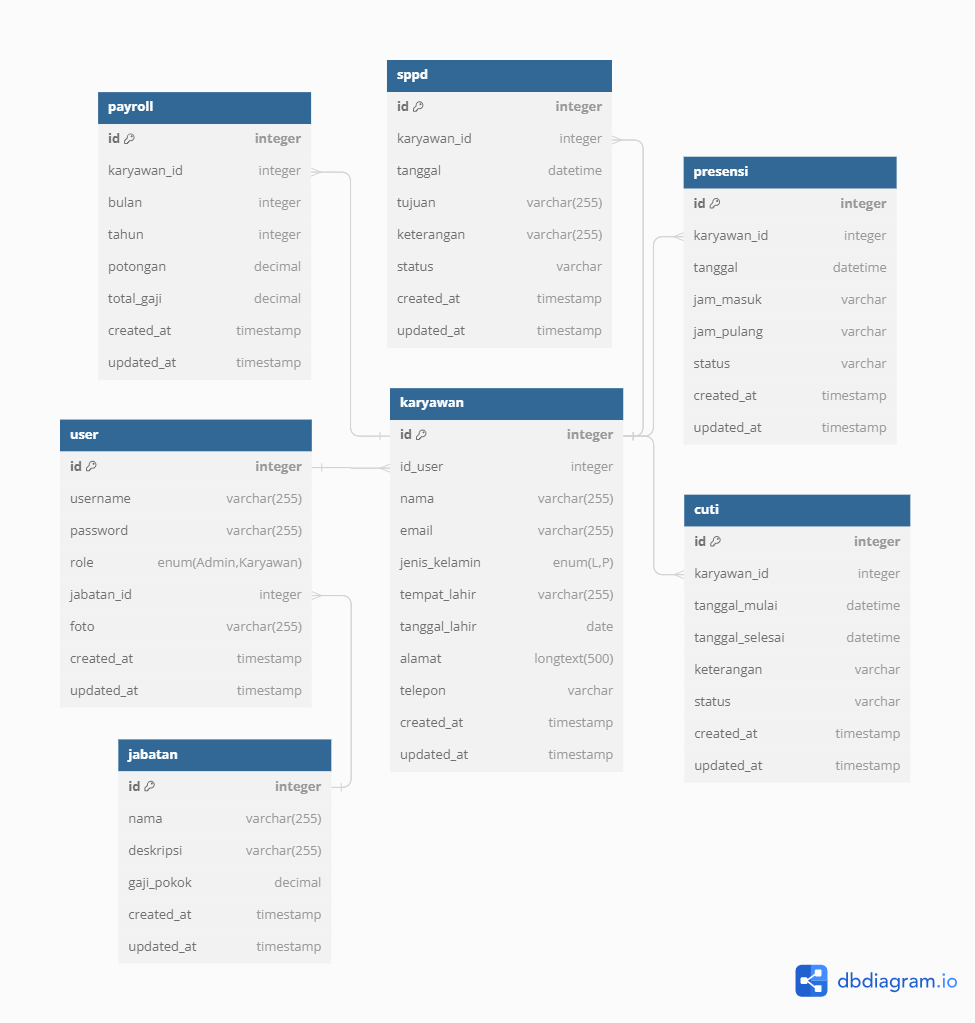 sppd
id integer
karyawan_id integer
tanggal datetime
tujuan varchar(255)
keterangan varchar(255)
status varchar
created_at timestamp
updated_at timestamp
payroll
id integer
karyawan_id integer
bulan integer
tahun integer
potongan decimal
total_gaji decimal
created_at timestamp
updated_at timestamp
presensi
id integer
karyawan_id integer
tanggal datetime
jam_masuk varchar
jam_pulang varchar
status varchar
created_at timestamp
updated_at timestamp
karyawan
id integer
id_user integer
nama varchar(255)
email varchar(255)
jenis_kelamin enum(L,P)
tempat_lahir varchar(255)
tanggal_lahir date
alamat longtext(500)
telepon varchar
created_at timestamp
updated_at timestamp
user
id integer
username varchar(255)
password varchar(255)
role enum(Admin,Karyawan)
jabatan_id integer
foto varchar(255)
created_at timestamp
updated_at timestamp
cuti
id integer
karyawan_id integer
tanggal_mulai datetime
tanggal_selesai datetime
keterangan varchar
status varchar
created_at timestamp
updated_at timestamp
jabatan
id integer
nama varchar(255)
deskripsi varchar(255)
gaji_pokok decimal
created_at timestamp
updated_at timestamp
dbdiagram.io